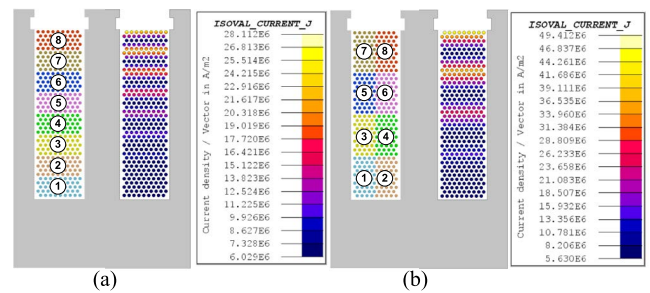 8
7
6
5
4
3
2
1
ISOVAL_CURRENT_J
28.112E6
26.813E6
25.514E6
24.215E6
22.916E6
21.617E6
20.318E6
19.019E6
17.720E6
16.421E6
15.122E6
13.823E6
12.524E6
11.225E6
9.926E6
8.627E6
7.328E6
6.029E6
Current density / Vector in A/m2
(a)
7 8
5 6
3 4
1 2
ISOVAL_CURRENT_J
49.412E6
46.837E6
44.261E6
41.686E6
39.111E6
36.535E6
33.960E6
31.384E6
28.809E6
26.233E6
23.658E6
21.083E6
18.507E6
15.932E6
13.356E6
10.781E6
8.206E6
5.630E6
Current density / Vector in A/m2
(b)